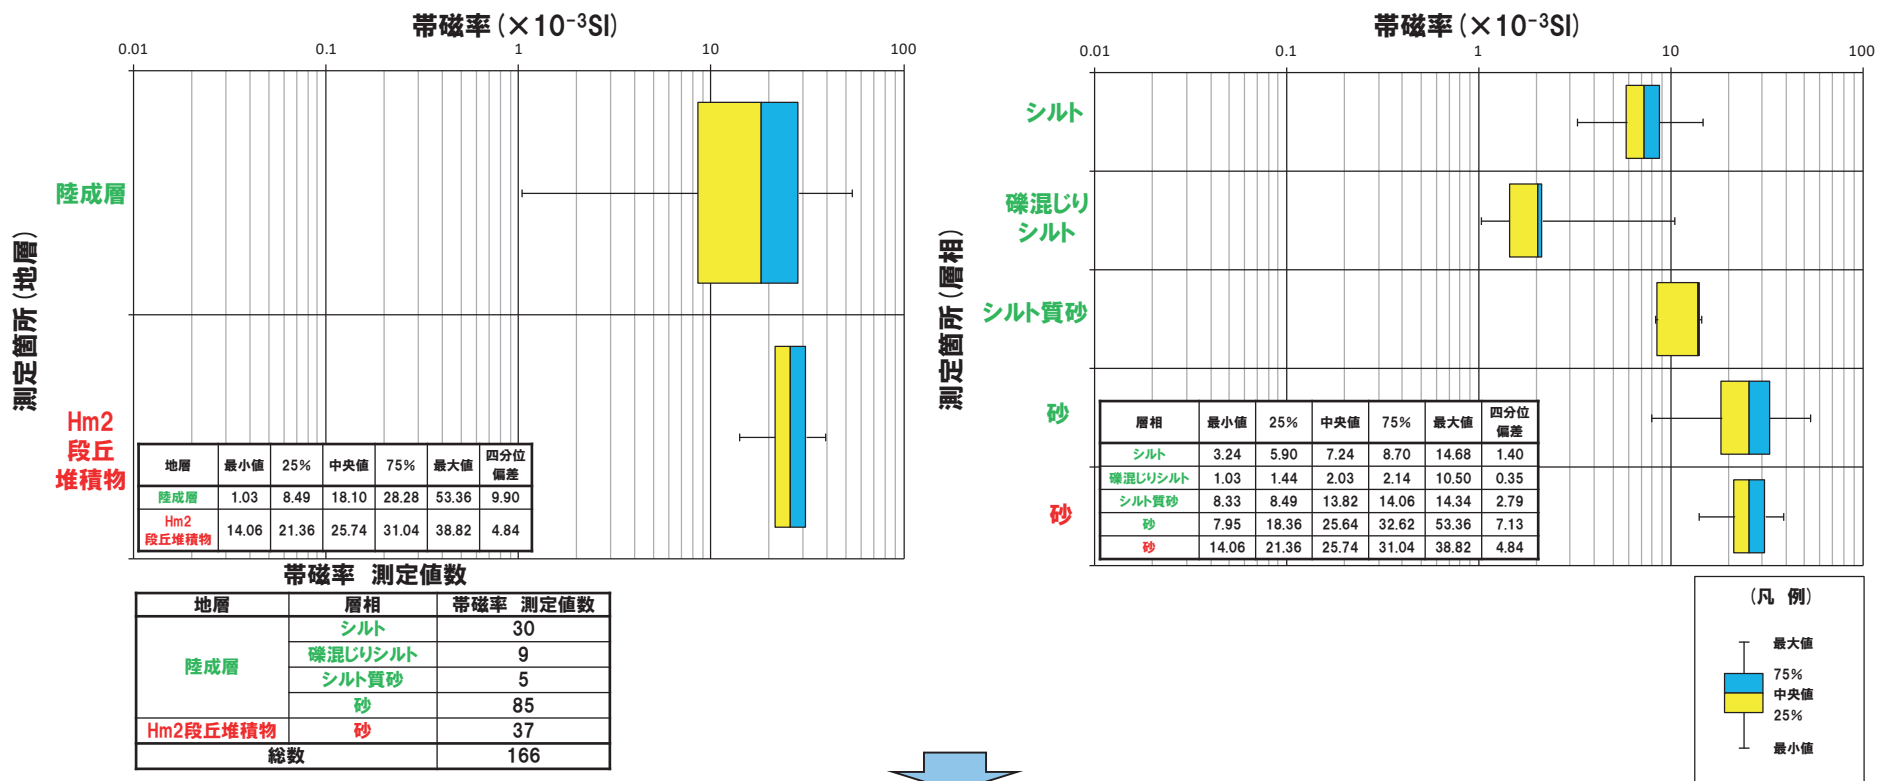 帯磁率(×10⁻³SI)
0.01 0.1 1 10 100
測定箇所(地層)
陸成層
Hm2
段丘
堆積物
地層 最小値 25% 中央値 75% 最大値 四分位偏差
陸成層 1.03 8.49 18.10 28.28 53.36 9.90
Hm2段丘堆積物 14.06 21.36 25.74 31.04 38.82 4.84
帯磁率 測定値数
地層 層相 帯磁率 測定値数
陸成層 シルト 30
礫混じりシルト 9
シルト質砂 5
砂 85
Hm2段丘堆積物 砂 37
総数 166
帯磁率(×10⁻³SI)
0.01 0.1 1 10 100
測定箇所(層相)
シルト
礫混じり
シルト
シルト質砂
砂
砂
層相 最小値 25% 中央値 75% 最大値 四分位偏差
シルト 3.24 5.90 7.24 8.70 14.68 1.40
礫混じりシルト 1.03 1.44 2.03 2.14 10.50 0.35
シルト質砂 8.33 8.49 13.82 14.06 14.34 2.79
砂 7.95 18.36 25.64 32.62 53.36 7.13
砂 14.06 21.36 25.74 31.04 38.82 4.84
(凡 例)
最大値
75%
中央値
25%
最小値